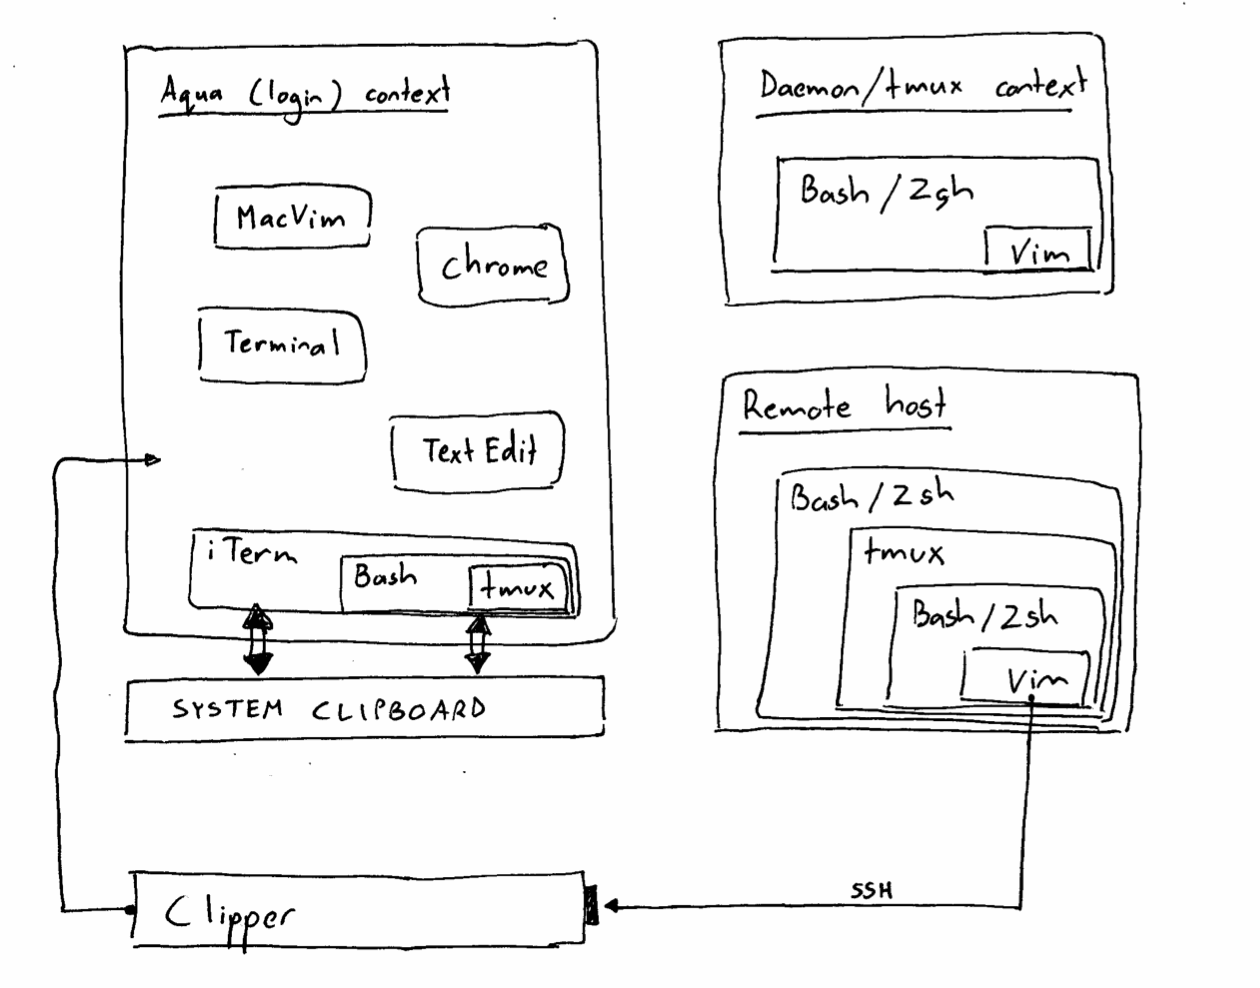 Aqua (login) context
MacVim
Chrome
Terminal
Text Edit
iTerm
Bash
tmux
SYSTEM CLIPBOARD
Clipper
Daemon/tmux context
Bash / Zsh
Vim
Remote host
Bash / Zsh
tmux
Bash / Zsh
Vim
SSH